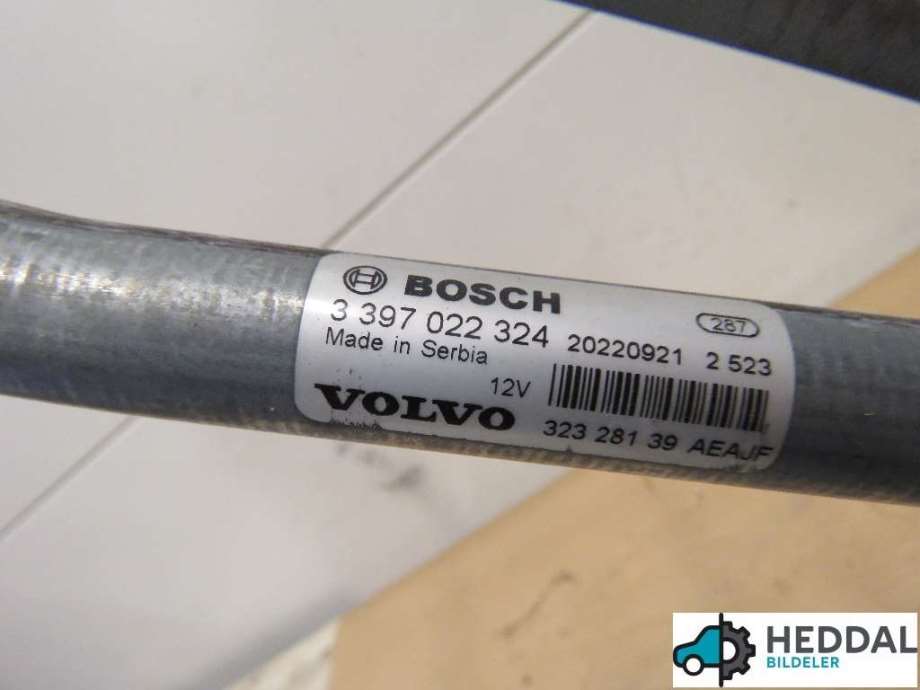 BOSCH
3 397 022 324 20220921 2 523
287
Made in Serbia
12V
VOLVO
323 281 39 AEAJF
HEDDAL
BILDELER